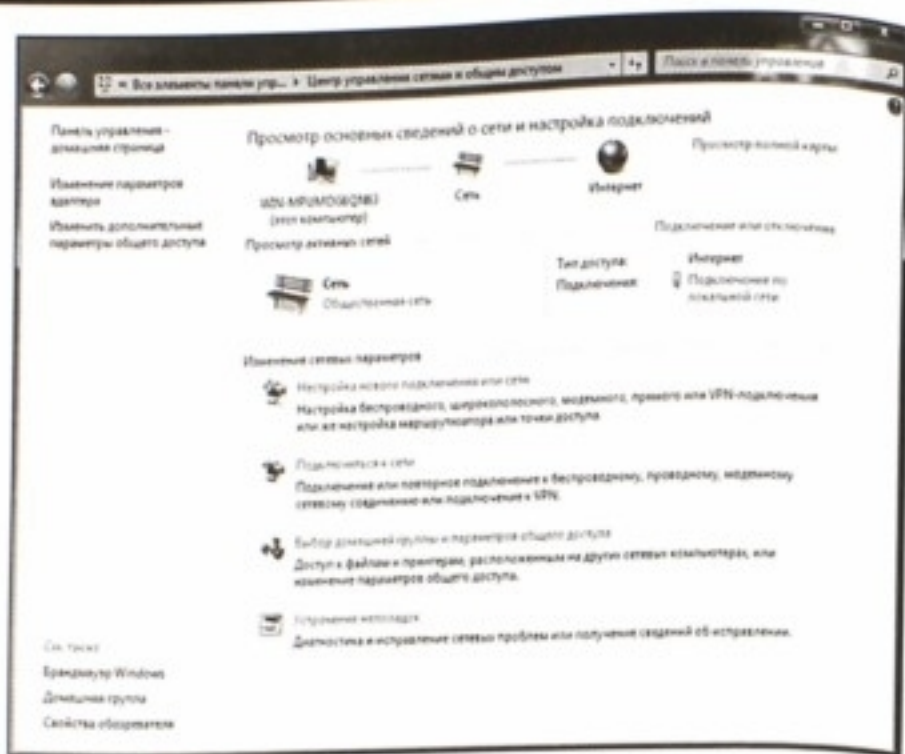 Все элементы панели упр... Центр управления сетями и общим доступом
Поиск в панели управления
Панель управления -
домашняя страница
Изменение параметров
адаптера
Изменить дополнительные
параметры общего доступа
Просмотр основных сведений о сети и настройка подключений
Просмотр полной карты
(этот компьютер)
Сеть
Интернет
Просмотр активных сетей
Подключение или отключение
Сеть
Общественная сеть
Тип доступа: Интернет
Подключения: Подключение по
локальной сети
Изменение сетевых параметров
Настройка нового подключения или сети
Настройка беспроводного, широкополосного, модемного, прямого или VPN-подключения
или же настройка маршрутизатора или точки доступа.
Подключиться к сети
Подключение или повторное подключение к беспроводному, проводному, модемному
сетевому соединению или подключение к VPN.
Выбор домашней группы и параметров общего доступа
Доступ к файлам и принтерам, расположенным на других сетевых компьютерах, или
изменение параметров общего доступа.
Устранение неполадок
Диагностика и исправление сетевых проблем или получение сведений об исправлении.
См. также
Брандмауэр Windows
Домашняя группа
Свойства обозревателя